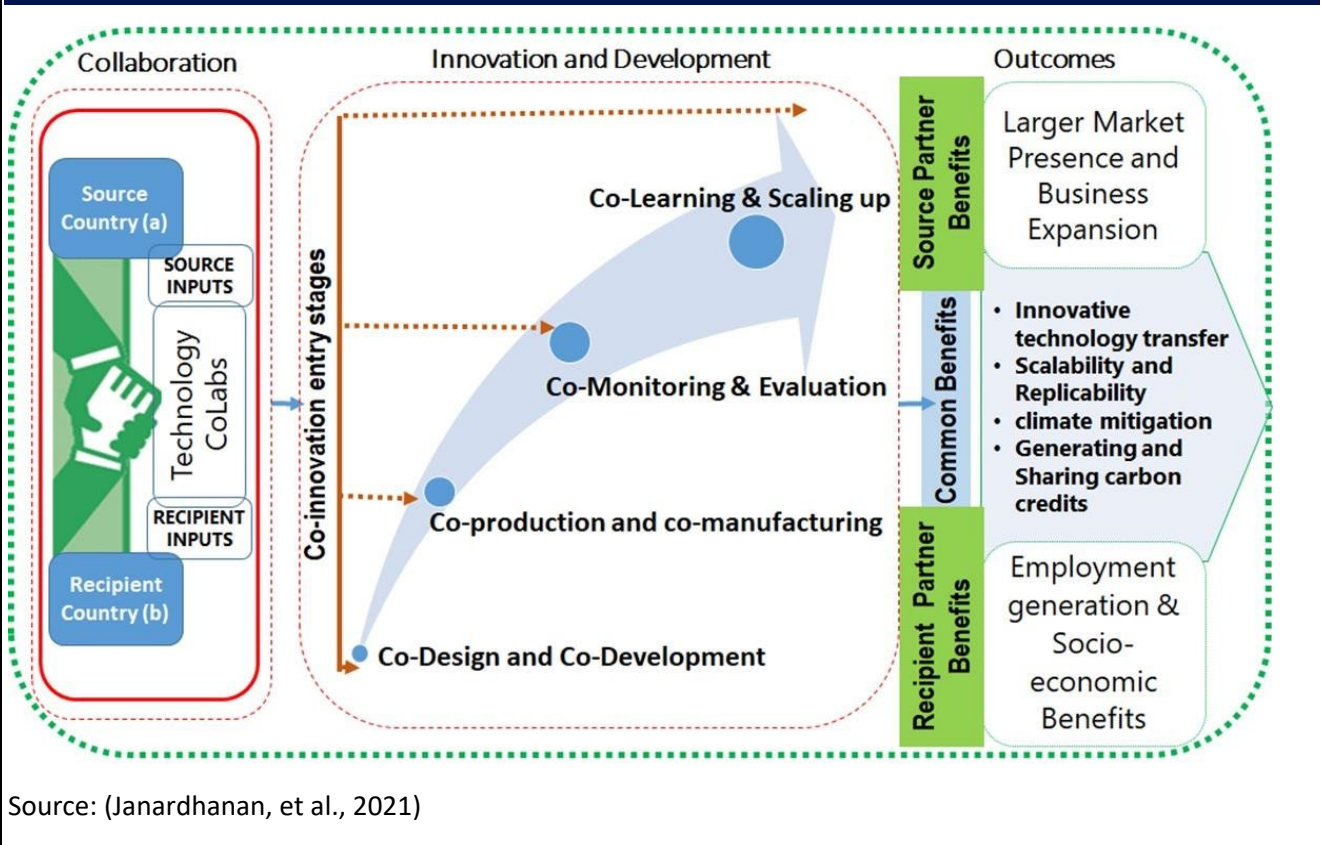 Collaboration
Innovation and Development
Outcomes
Source
Country (a)
SOURCE
INPUTS
Technology
CoLabs
RECIPIENT
INPUTS
Recipient
Country (b)
Co-innovation entry stages
Co-Learning & Scaling up
Co-Monitoring & Evaluation
Co-production and co-manufacturing
Co-Design and Co-Development
Source Partner
Benefits
Larger Market
Presence and
Business
Expansion
Common Benefits
• Innovative
technology transfer
• Scalability and
Replicability
• climate mitigation
• Generating and
Sharing carbon
credits
Recipient Partner
Benefits
Employment
generation &
Socio-
economic
Benefits
Source: (Janardhanan, et al., 2021)